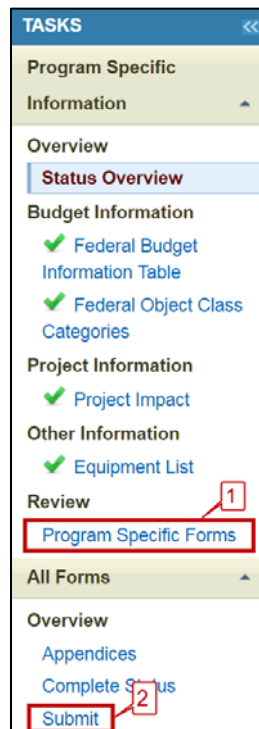 TASKS
Program Specific
Information
Overview
Status Overview
Budget Information
Federal Budget
Information Table
Federal Object Class
Categories
Project Information
Project Impact
Other Information
Equipment List
1
Review
Program Specific Forms
All Forms
Overview
Appendices
Complete Status
2
Submit